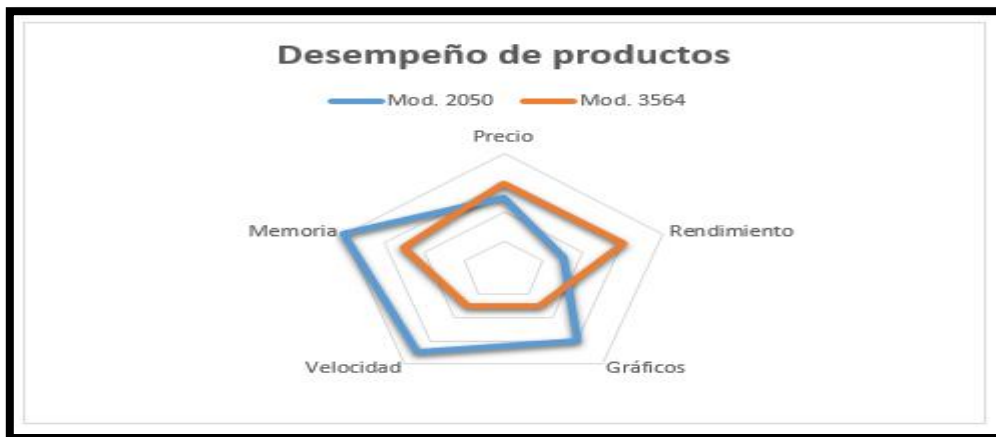 Desempeño de productos
Mod. 2050 Mod. 3564
Precio
Memoria Rendimiento
Velocidad Gráficos